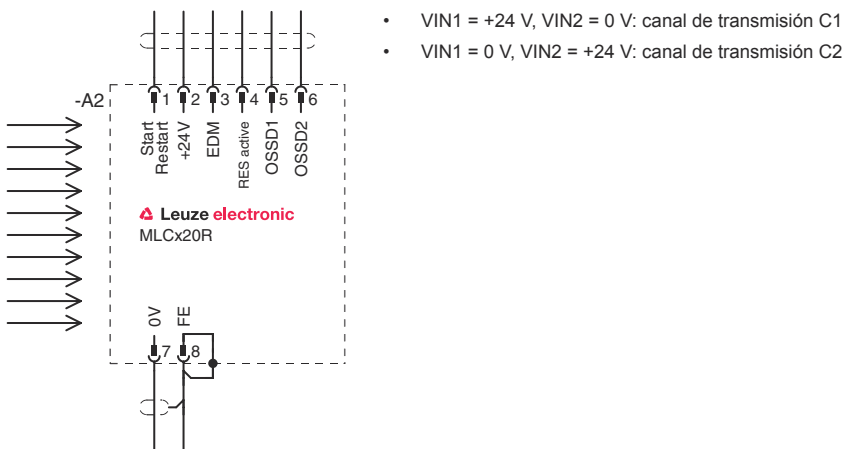 • VIN1 = +24 V, VIN2 = 0 V: canal de transmisión C1
• VIN1 = 0 V, VIN2 = +24 V: canal de transmisión C2
-A2
1 2 3 4 5 6
Start
Restart
+24V
EDM
RES active
OSSD1
OSSD2
Leuze electronic
MLCx20R
0V
FE
7 8